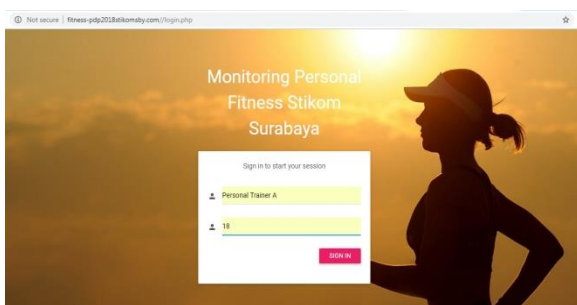 Not secure | fitness-pdp2018stikomsby.com//login.php
Monitoring Personal
Fitness Stikom
Surabaya
Sign in to start your session
Personal Trainer A
18
SIGN IN